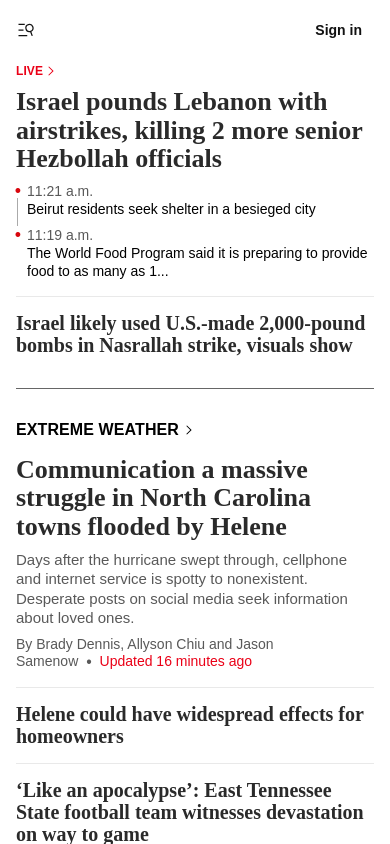 Sign in
LIVE
Israel pounds Lebanon with
airstrikes, killing 2 more senior
Hezbollah officials
11:21 a.m.
Beirut residents seek shelter in a besieged city
11:19 a.m.
The World Food Program said it is preparing to provide
food to as many as 1...
Israel likely used U.S.-made 2,000-pound
bombs in Nasrallah strike, visuals show
EXTREME WEATHER
Communication a massive
struggle in North Carolina
towns flooded by Helene
Days after the hurricane swept through, cellphone
and internet service is spotty to nonexistent.
Desperate posts on social media seek information
about loved ones.
By Brady Dennis, Allyson Chiu and Jason
Samenow • Updated 16 minutes ago
Helene could have widespread effects for
homeowners
‘Like an apocalypse’: East Tennessee
State football team witnesses devastation
on way to game